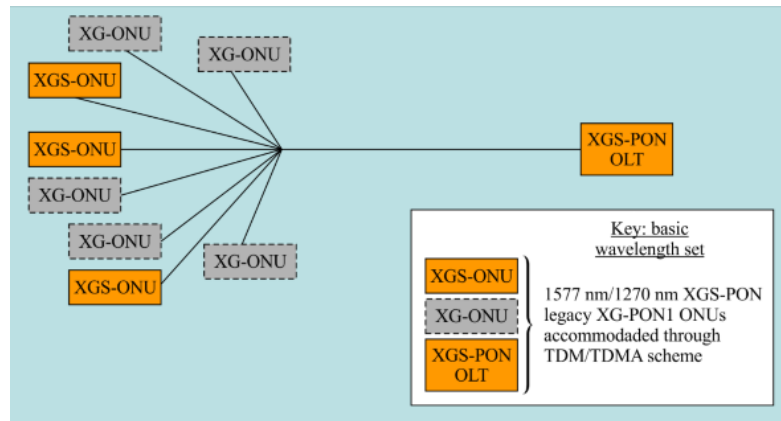 XG-ONU
XG-ONU
XGS-ONU
XGS-ONU
XG-ONU
XG-ONU
XG-ONU
XGS-ONU
XGS-PON
OLT
Key: basic
wavelength set
XGS-ONU
XG-ONU
XGS-PON
OLT
1577 nm/1270 nm XGS-PON
legacy XG-PON1 ONUs
accommodaded through
TDM/TDMA scheme